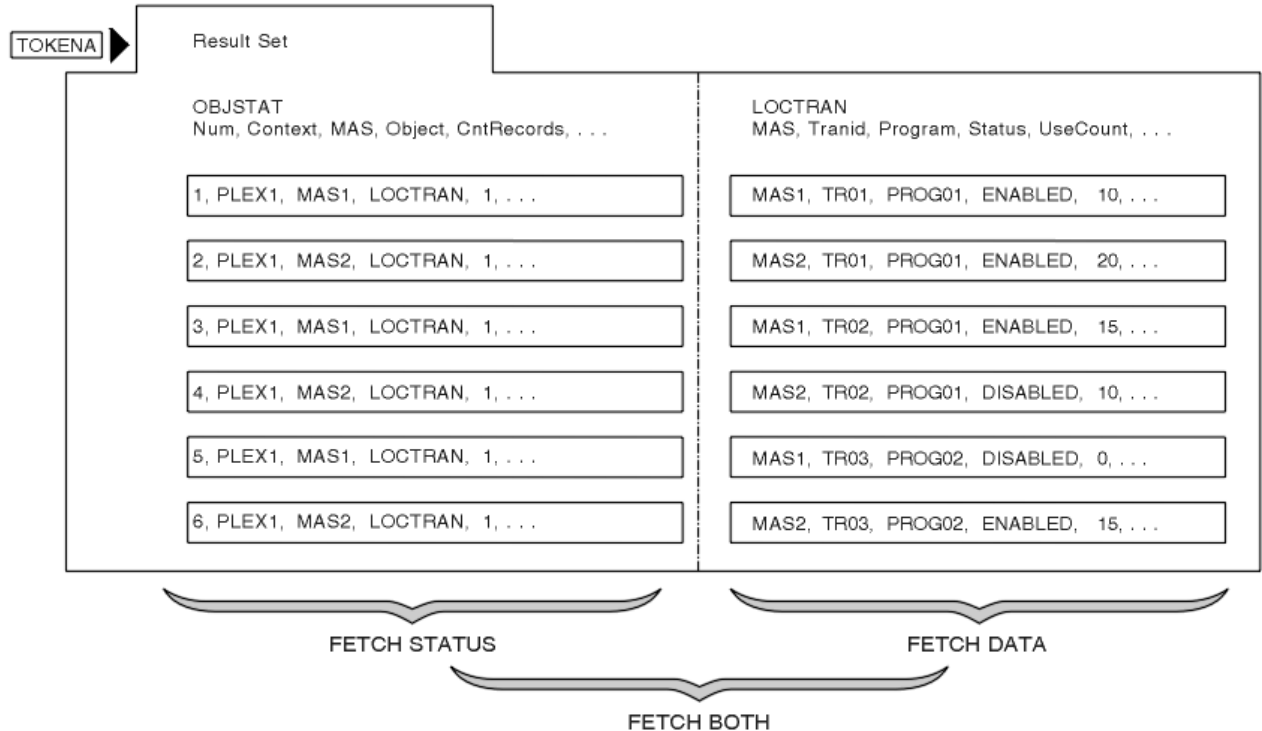 TOKENA
Result Set
OBJSTAT
Num, Context, MAS, Object, CntRecords, . . .
LOCTRAN
MAS, Tranid, Program, Status, UseCount, . . .
1, PLEX1, MAS1, LOCTRAN, 1, . . .
MAS1, TR01, PROG01, ENABLED, 10, . . .
2, PLEX1, MAS2, LOCTRAN, 1, . . .
MAS2, TR01, PROG01, ENABLED, 20, . . .
3, PLEX1, MAS1, LOCTRAN, 1, . . .
MAS1, TR02, PROG01, ENABLED, 15, . . .
4, PLEX1, MAS2, LOCTRAN, 1, . . .
MAS2, TR02, PROG01, DISABLED, 10, . . .
5, PLEX1, MAS1, LOCTRAN, 1, . . .
MAS1, TR03, PROG02, DISABLED, 0, . . .
6, PLEX1, MAS2, LOCTRAN, 1, . . .
MAS2, TR03, PROG02, ENABLED, 15, . . .
FETCH STATUS
FETCH DATA
FETCH BOTH